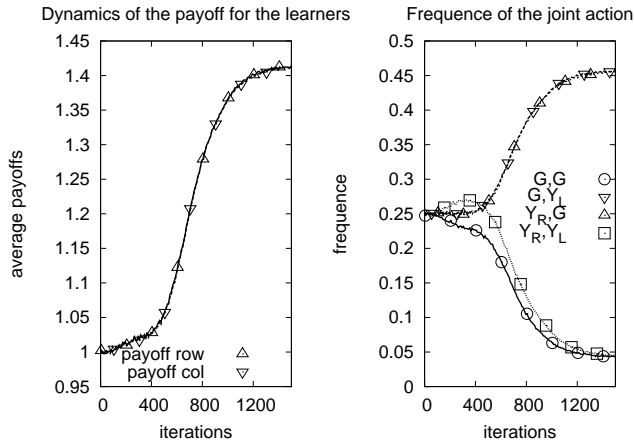 Dynamics of the payoff for the learners
average payoffs
1.45
1.4
1.35
1.3
1.25
1.2
1.15
1.1
1.05
1
0.95
payoff row
payoff col
0 400 800 1200
iterations
Frequence of the joint action
frequence
0.5
0.45
0.4
0.35
0.3
0.25
0.2
0.15
0.1
0.05
0
G,G
G,Y_L
Y_R,G
Y_R,Y_L
0 400 800 1200
iterations